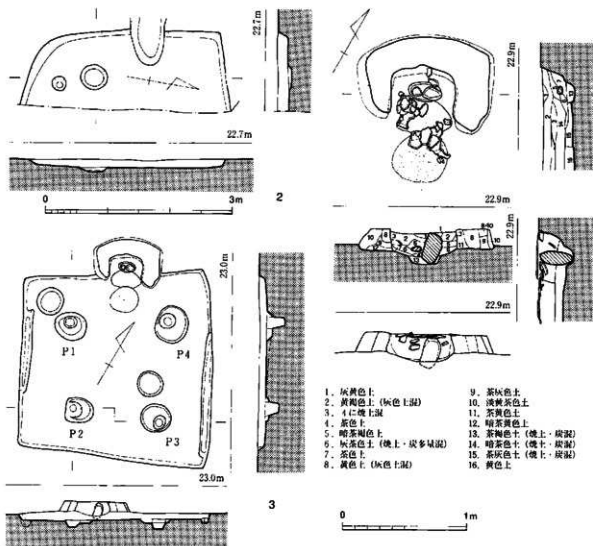 22.7m
22.7m
0 3m
2
22.9m
22.9m
22.9m
22.9m
23.0m
P1
P4
P2
P3
23.0m
3
1. 灰黄色土
2. 黄褐色土（灰色土混）
3. 4に焼土混
4. 茶色土
5. 暗茶褐色土
6. 灰茶色土（焼土・炭多量混）
7. 茶色土
8. 黄色土（灰色土混）
9. 茶灰色土
10. 淡黄茶色土
11. 茶黄色土
12. 暗茶黄色土
13. 茶褐色土（焼土・炭混）
14. 暗茶色土（焼土・炭混）
15. 茶灰色土（焼土・炭混）
16. 黄色土
0 1m